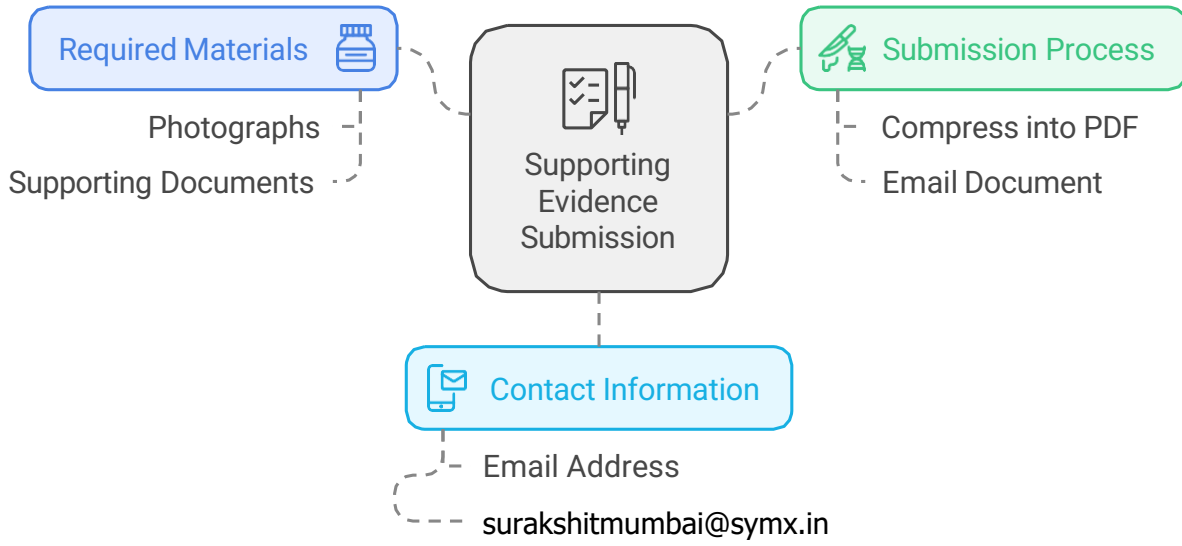 Required Materials
Photographs
Supporting Documents
Supporting
Evidence
Submission
Submission Process
Compress into PDF
Email Document
Contact Information
Email Address
surakshitmumbai@symx.in